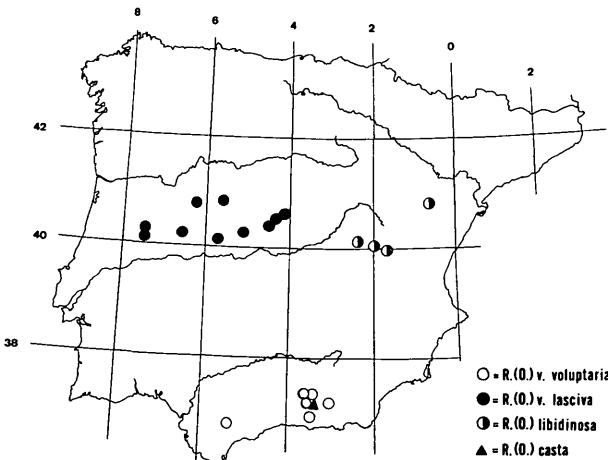 8 6 4 2 0
2
42
40
38
○ = R.(O.) v. voluptaria
● = R.(O.) v. lasciva
◑ = R.(O.) libidinosa
▲ = R.(O.) casta